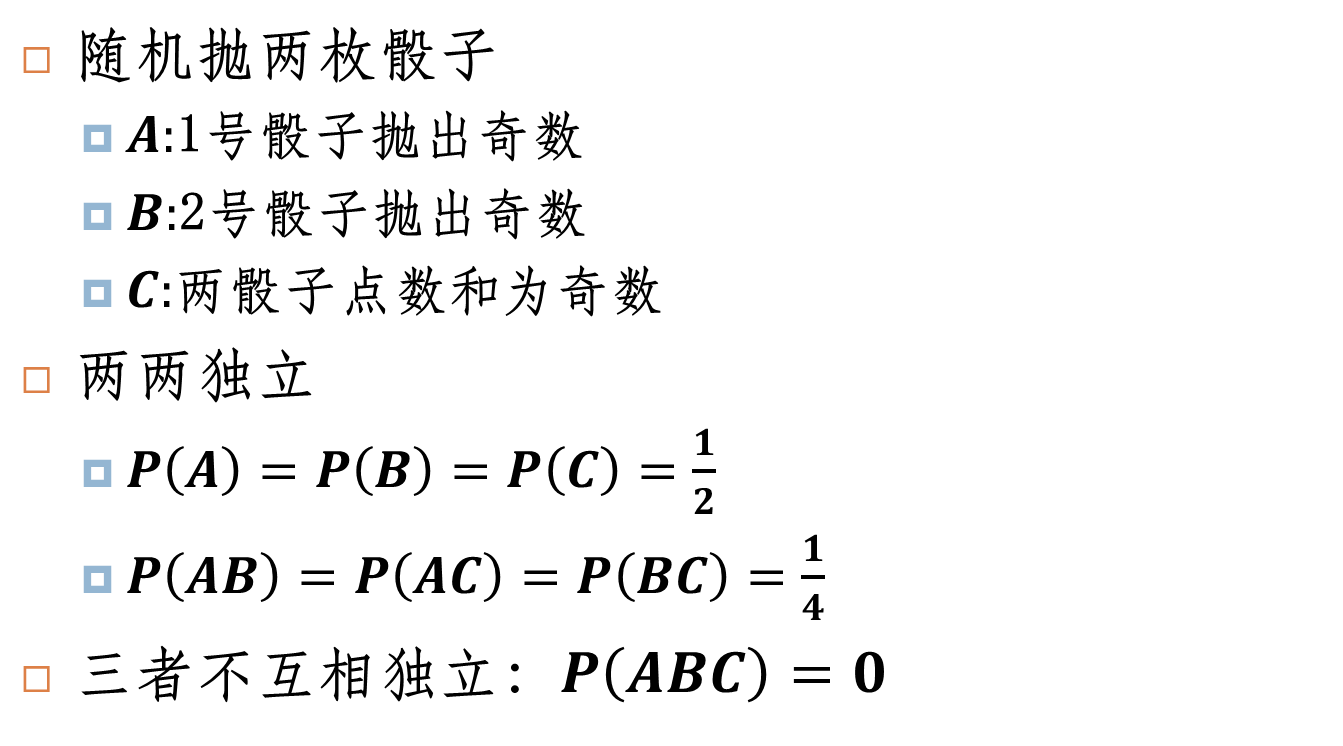 随机抛两枚骰子
A:1号骰子抛出奇数
B:2号骰子抛出奇数
C:两骰子点数和为奇数
两两独立
P(A) = P(B) = P(C) = 1/2
P(AB) = P(AC) = P(BC) = 1/4
三者不互相独立：P(ABC) = 0